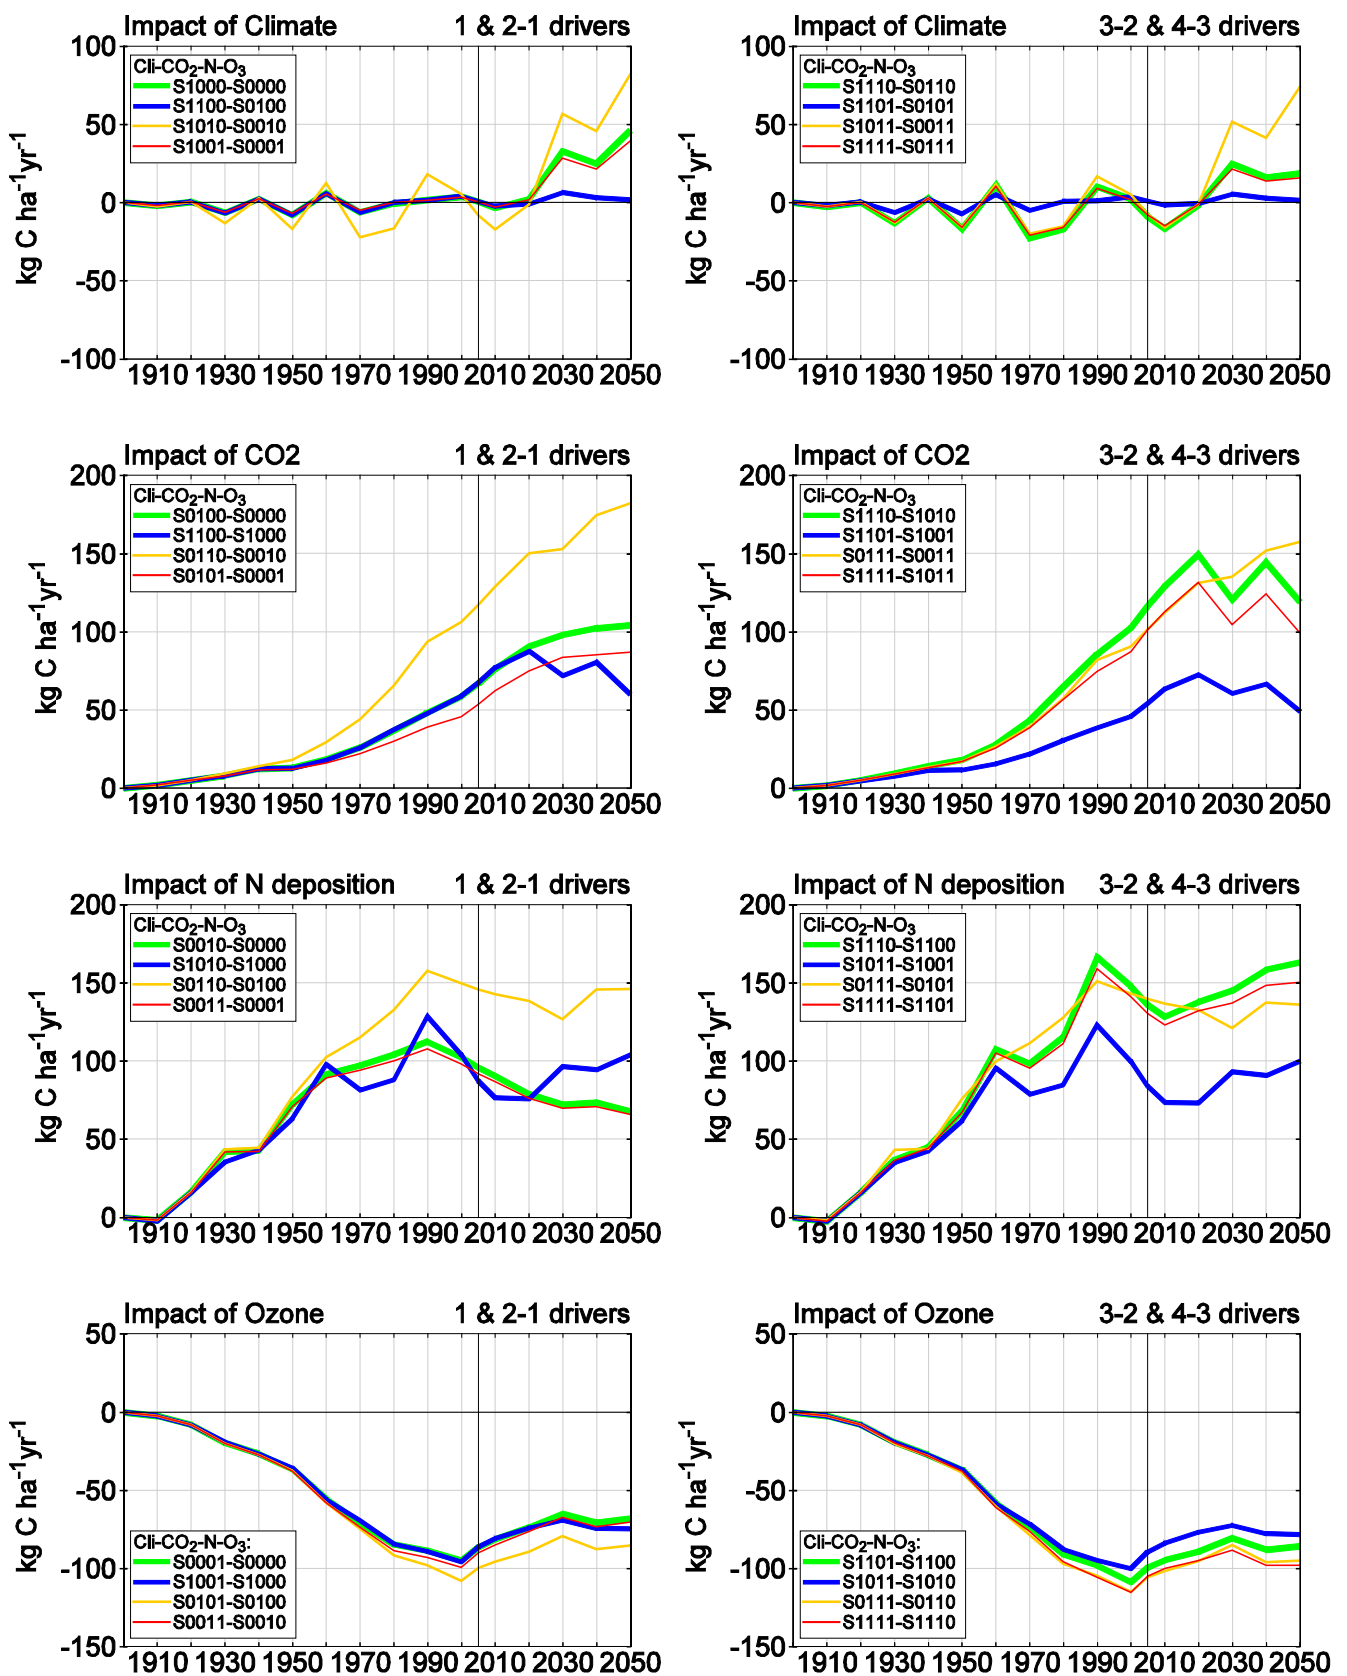 Impact of Climate 1 & 2-1 drivers
100
50
0
-50
-100
kg C ha⁻¹yr⁻¹
Cli-CO₂-N-O₃
S1000-S0000
S1100-S0100
S1010-S0010
S1001-S0001
1910 1930 1950 1970 1990 2010 2030 2050
Impact of Climate 3-2 & 4-3 drivers
100
50
0
-50
-100
kg C ha⁻¹yr⁻¹
Cli-CO₂-N-O₃
S1110-S0110
S1101-S0101
S1011-S0011
S1111-S0111
1910 1930 1950 1970 1990 2010 2030 2050
Impact of CO2 1 & 2-1 drivers
200
150
100
50
0
kg C ha⁻¹yr⁻¹
Cli-CO₂-N-O₃
S0100-S0000
S1100-S1000
S0110-S0010
S0101-S0001
1910 1930 1950 1970 1990 2010 2030 2050
Impact of CO2 3-2 & 4-3 drivers
200
150
100
50
0
kg C ha⁻¹yr⁻¹
Cli-CO₂-N-O₃
S1110-S1010
S1101-S1001
S0111-S0011
S1111-S1011
1910 1930 1950 1970 1990 2010 2030 2050
Impact of N deposition 1 & 2-1 drivers
200
150
100
50
0
kg C ha⁻¹yr⁻¹
Cli-CO₂-N-O₃
S0010-S0000
S1010-S1000
S0110-S0100
S0011-S0001
1910 1930 1950 1970 1990 2010 2030 2050
Impact of N deposition 3-2 & 4-3 drivers
200
150
100
50
0
kg C ha⁻¹yr⁻¹
Cli-CO₂-N-O₃
S1110-S1100
S1011-S1001
S0111-S0101
S1111-S1101
1910 1930 1950 1970 1990 2010 2030 2050
Impact of Ozone 1 & 2-1 drivers
50
0
-50
-100
-150
kg C ha⁻¹yr⁻¹
Cli-CO₂-N-O₃:
S0001-S0000
S1001-S1000
S0101-S0100
S0011-S0010
1910 1930 1950 1970 1990 2010 2030 2050
Impact of Ozone 3-2 & 4-3 drivers
50
0
-50
-100
-150
kg C ha⁻¹yr⁻¹
Cli-CO₂-N-O₃:
S1101-S1100
S1011-S1010
S0111-S0110
S1111-S1110
1910 1930 1950 1970 1990 2010 2030 2050